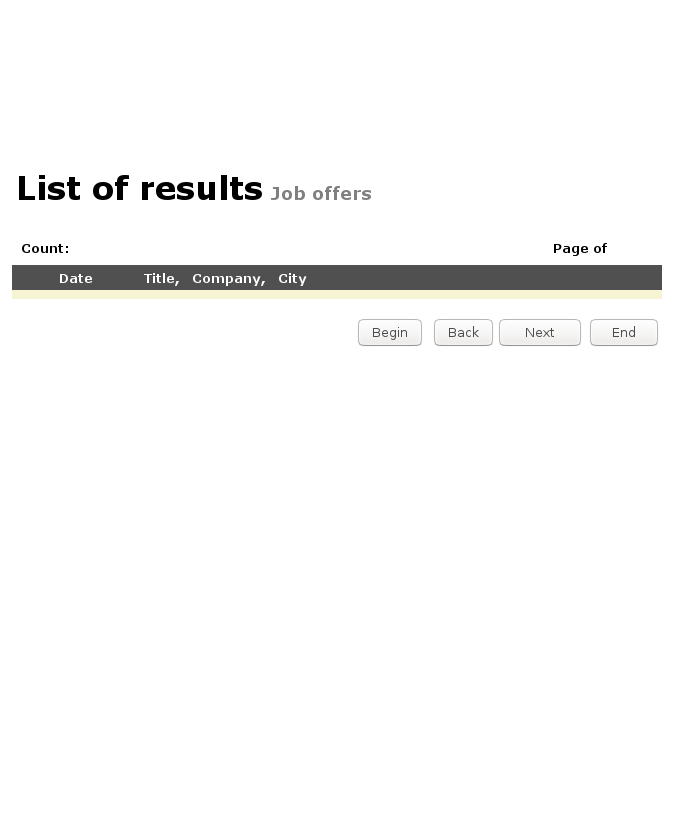 List of results Job offers
Count: Page of
Date Title, Company, City
Begin Back Next End